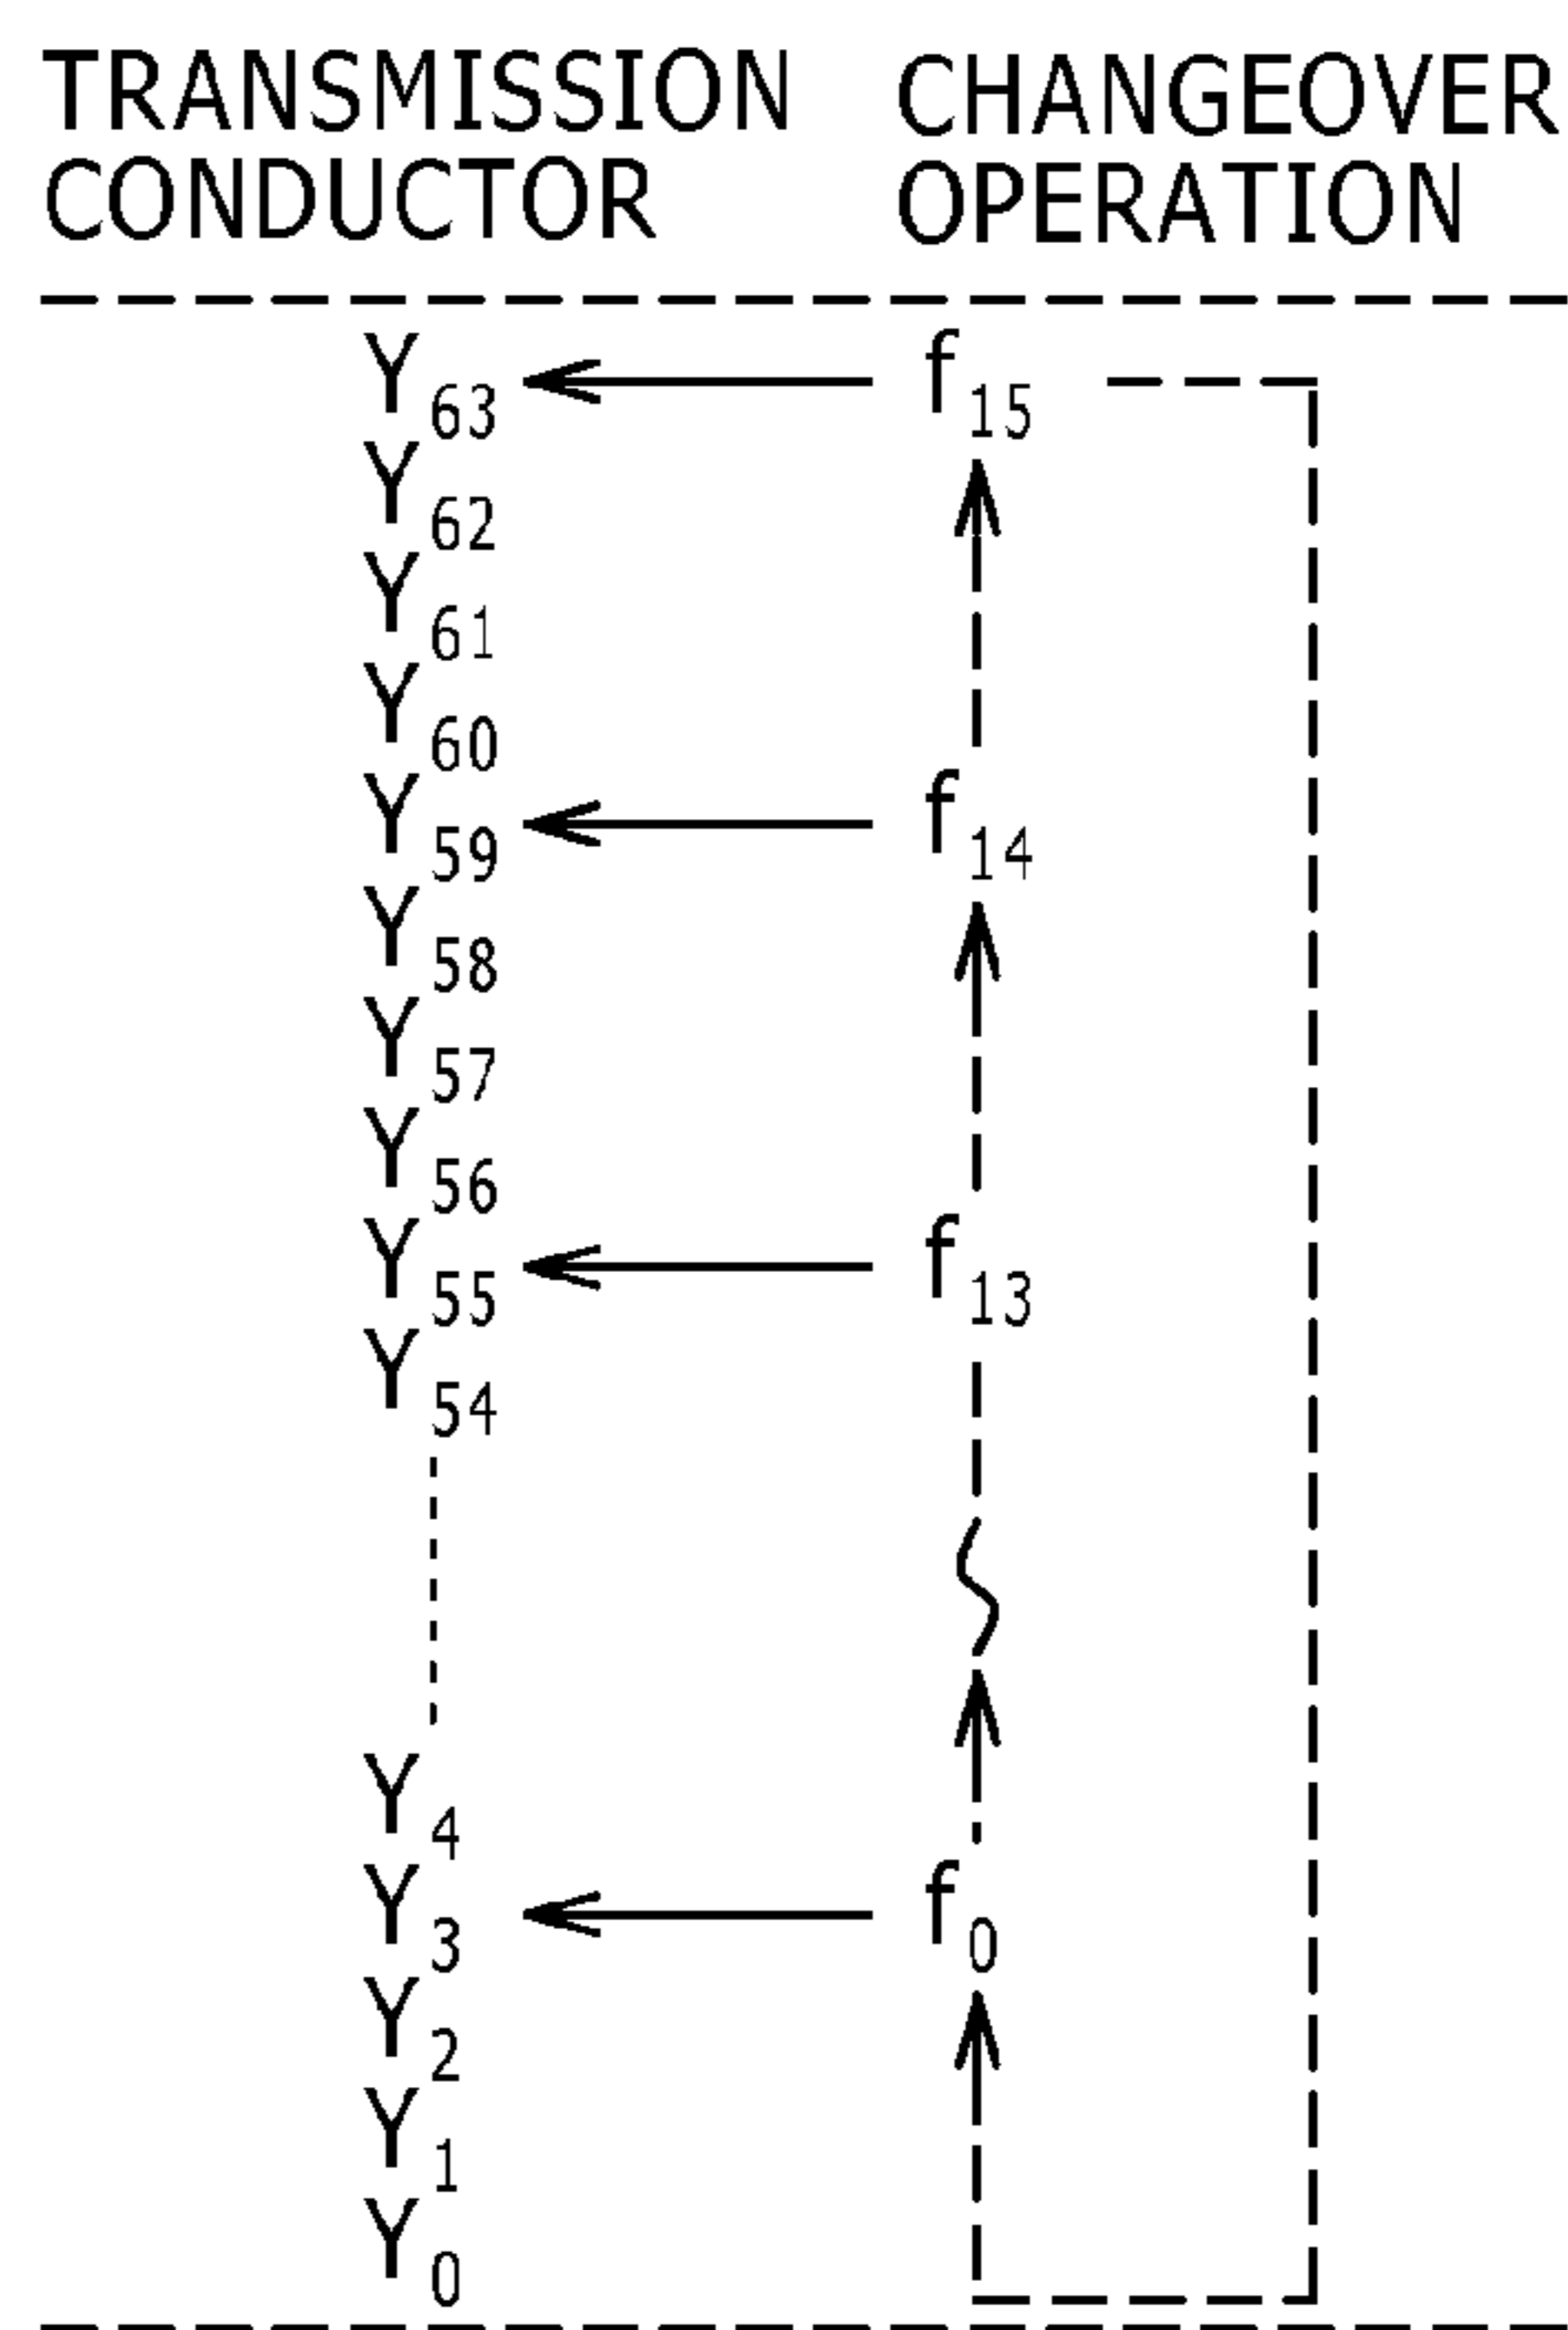 TRANSMISSION CONDUCTOR
CHANGEOVER OPERATION
Y63 f15
Y62
Y61
Y60
Y59 f14
Y58
Y57
Y56
Y55 f13
Y54
Y4
Y3 f0
Y2
Y1
Y0